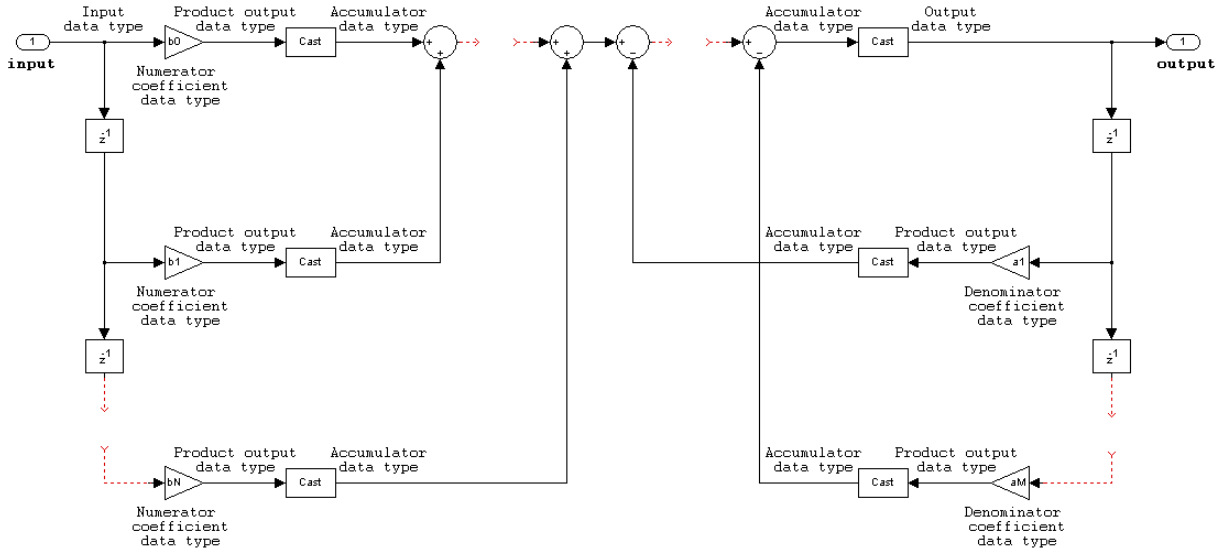 Input
data type
Product output
data type
Accumulator
data type
Accumulator
data type
Output
data type
1
input
b0
Cast
+
+
+
+
+
−
+
−
Cast
1
output
Numerator
coefficient
data type
z-1
z-1
Product output
data type
Accumulator
data type
Accumulator
data type
Product output
data type
b1
Cast
Cast
a1
Numerator
coefficient
data type
Denominator
coefficient
data type
z-1
z-1
Product output
data type
Accumulator
data type
Accumulator
data type
Product output
data type
bN
Cast
Cast
aM
Numerator
coefficient
data type
Denominator
coefficient
data type